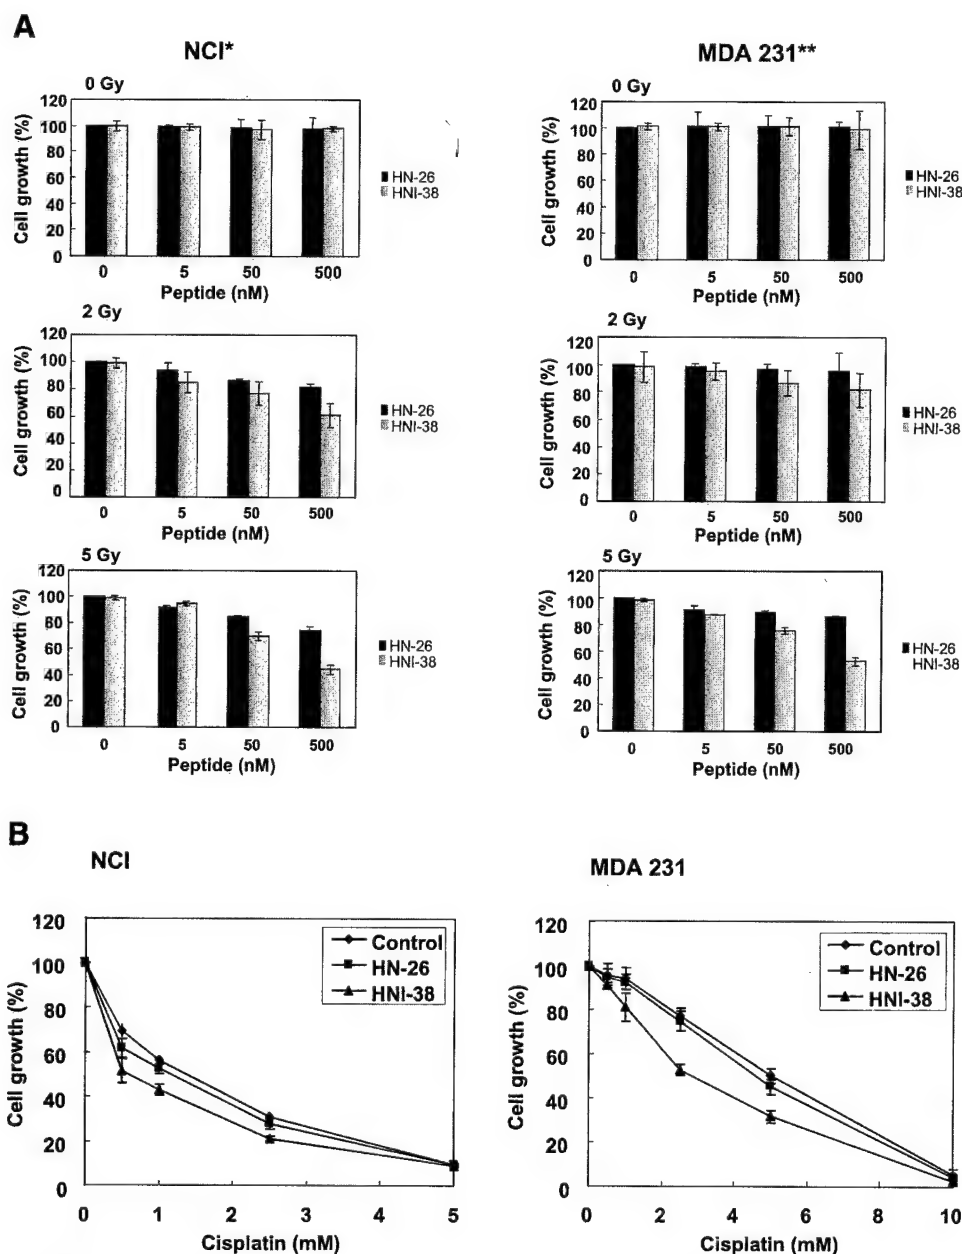 A
NCI*
MDA 231**
0 Gy
120
100
80
60
40
20
0
Cell growth (%)
0 5 50 500
Peptide (nM)
HN-26
HNI-38
0 Gy
120
100
80
60
40
20
0
Cell growth (%)
0 5 50 500
Peptide (nM)
HN-26
HNI-38
2 Gy
120
100
80
60
40
20
0
Cell growth (%)
0 5 50 500
Peptide (nM)
HN-26
HNI-38
2 Gy
120
100
80
60
40
20
0
Cell growth (%)
0 5 50 500
Peptide (nM)
HN-26
HNI-38
5 Gy
120
100
80
60
40
20
0
Cell growth (%)
0 5 50 500
Peptide (nM)
HN-26
HNI-38
5 Gy
120
100
80
60
40
20
0
Cell growth (%)
0 5 50 500
Peptide (nM)
HN-26
HNI-38
B
NCI
120
100
80
60
40
20
0
Cell growth (%)
Control
HN-26
HNI-38
0 1 2 3 4 5
Cisplatin (mM)
MDA 231
120
100
80
60
40
20
0
Cell growth (%)
Control
HN-26
HNI-38
0 2 4 6 8 10
Cisplatin (mM)